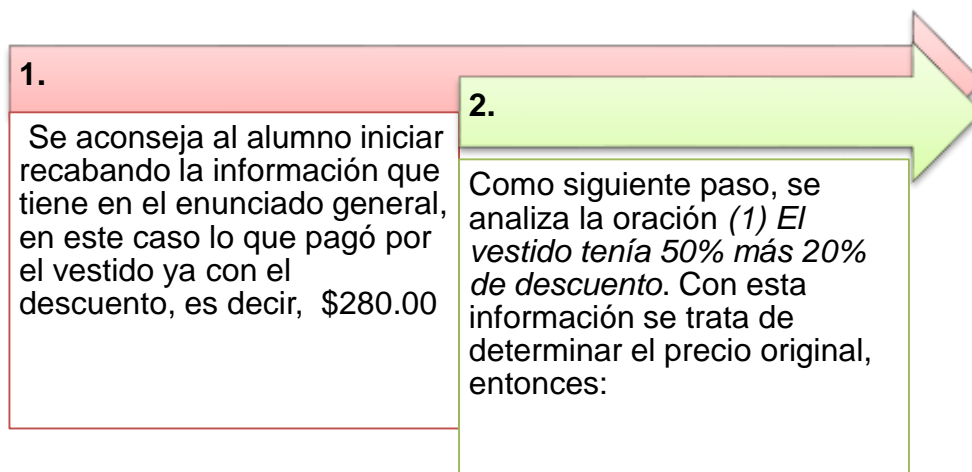 1.
Se aconseja al alumno iniciar
recabando la información que
tiene en el enunciado general,
en este caso lo que pagó por
el vestido ya con el
descuento, es decir,  $280.00
2.
Como siguiente paso, se
analiza la oración (1) El
vestido tenía 50% más 20%
de descuento. Con esta
información se trata de
determinar el precio original,
entonces: